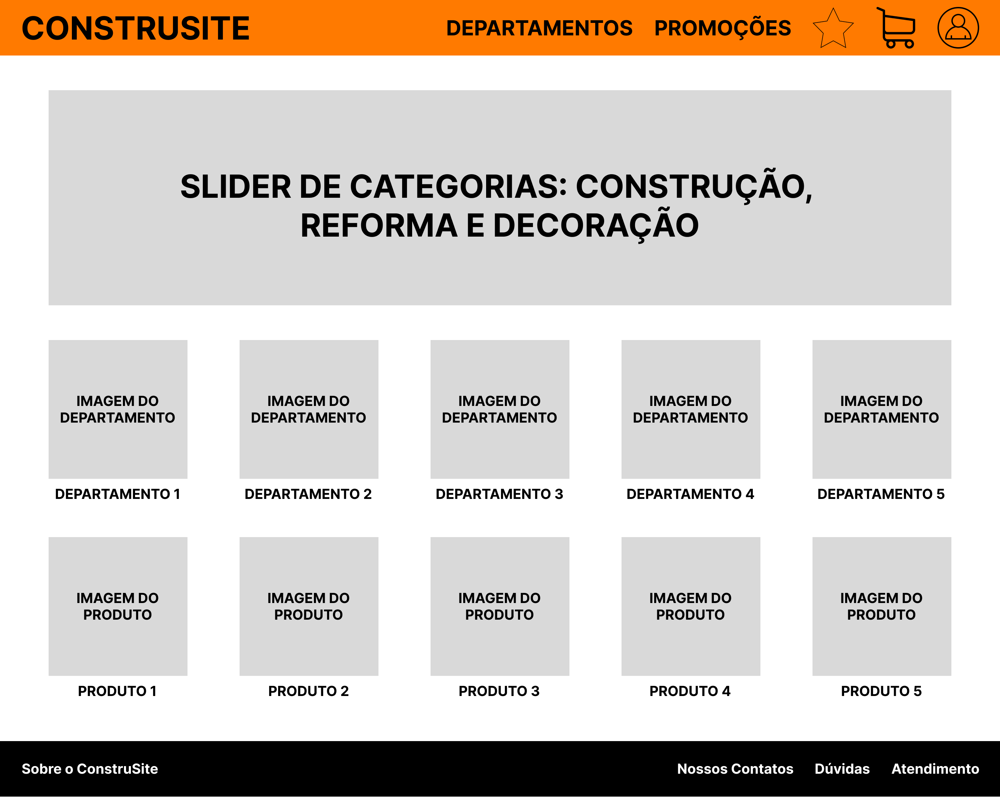 CONSTRUSITE
DEPARTAMENTOS
PROMOÇÕES
SLIDER DE CATEGORIAS: CONSTRUÇÃO,
REFORMA E DECORAÇÃO
IMAGEM DO
DEPARTAMENTO
IMAGEM DO
DEPARTAMENTO
IMAGEM DO
DEPARTAMENTO
IMAGEM DO
DEPARTAMENTO
IMAGEM DO
DEPARTAMENTO
DEPARTAMENTO 1
DEPARTAMENTO 2
DEPARTAMENTO 3
DEPARTAMENTO 4
DEPARTAMENTO 5
IMAGEM DO
PRODUTO
IMAGEM DO
PRODUTO
IMAGEM DO
PRODUTO
IMAGEM DO
PRODUTO
IMAGEM DO
PRODUTO
PRODUTO 1
PRODUTO 2
PRODUTO 3
PRODUTO 4
PRODUTO 5
Sobre o ConstruSite
Nossos Contatos
Dúvidas
Atendimento